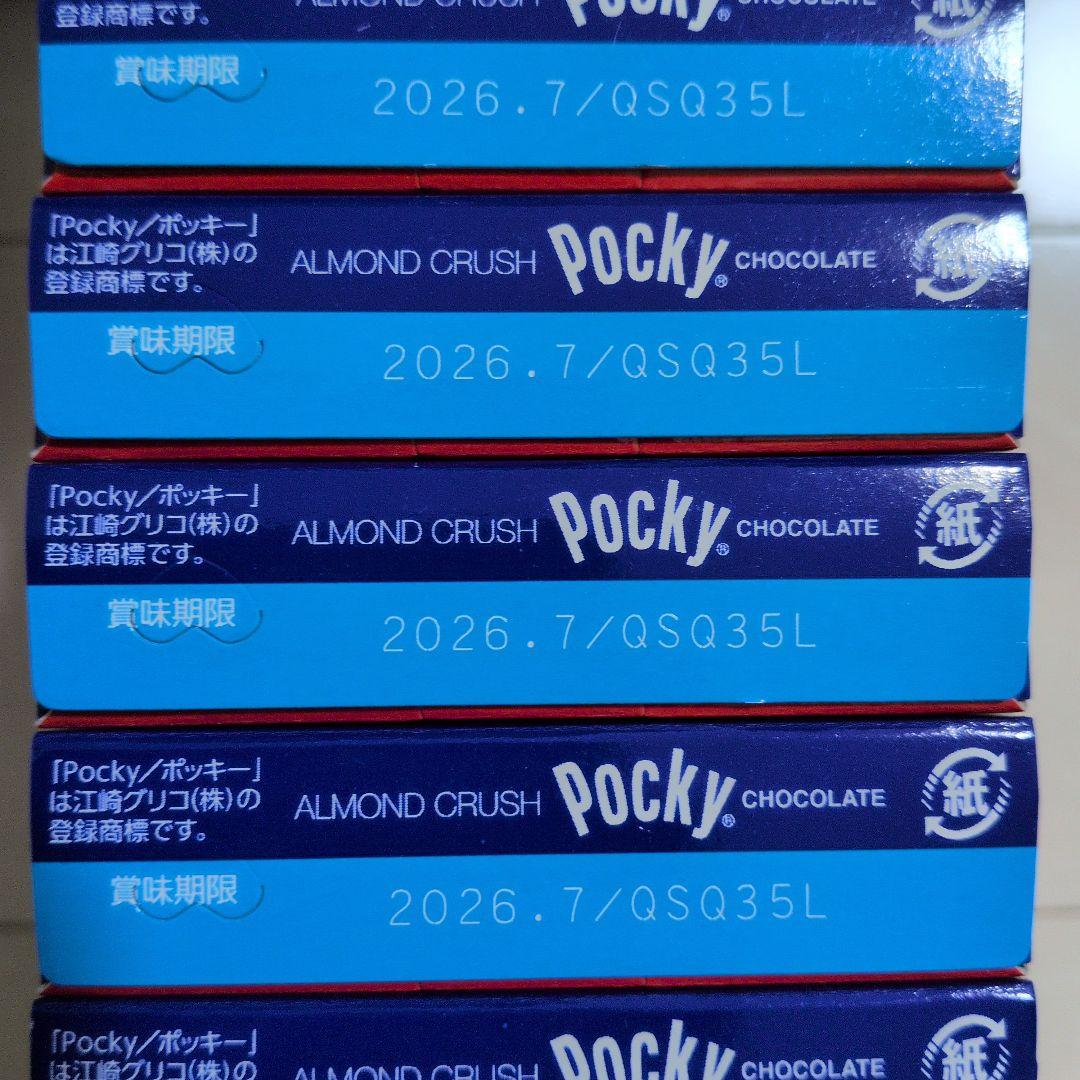 登録商標です。
ALMOND CRUSH Pocky® CHOCOLATE 紙
賞味期限
2026.7/QSQ35L
「Pocky/ポッキー」
は江崎グリコ(株)の
登録商標です。
ALMOND CRUSH Pocky® CHOCOLATE
紙
賞味期限
2026.7/QSQ35L
「Pocky/ポッキー」
は江崎グリコ(株)の
登録商標です。
ALMOND CRUSH Pocky® CHOCOLATE
紙
賞味期限
2026.7/QSQ35L
「Pocky/ポッキー」
は江崎グリコ(株)の
登録商標です。
ALMOND CRUSH Pocky® CHOCOLATE
紙
賞味期限
2026.7/QSQ35L
「Pocky/ポッキー」
は江崎グリコ(株)の
ALMOND CRUSH Pocky CHOCOLATE
紙